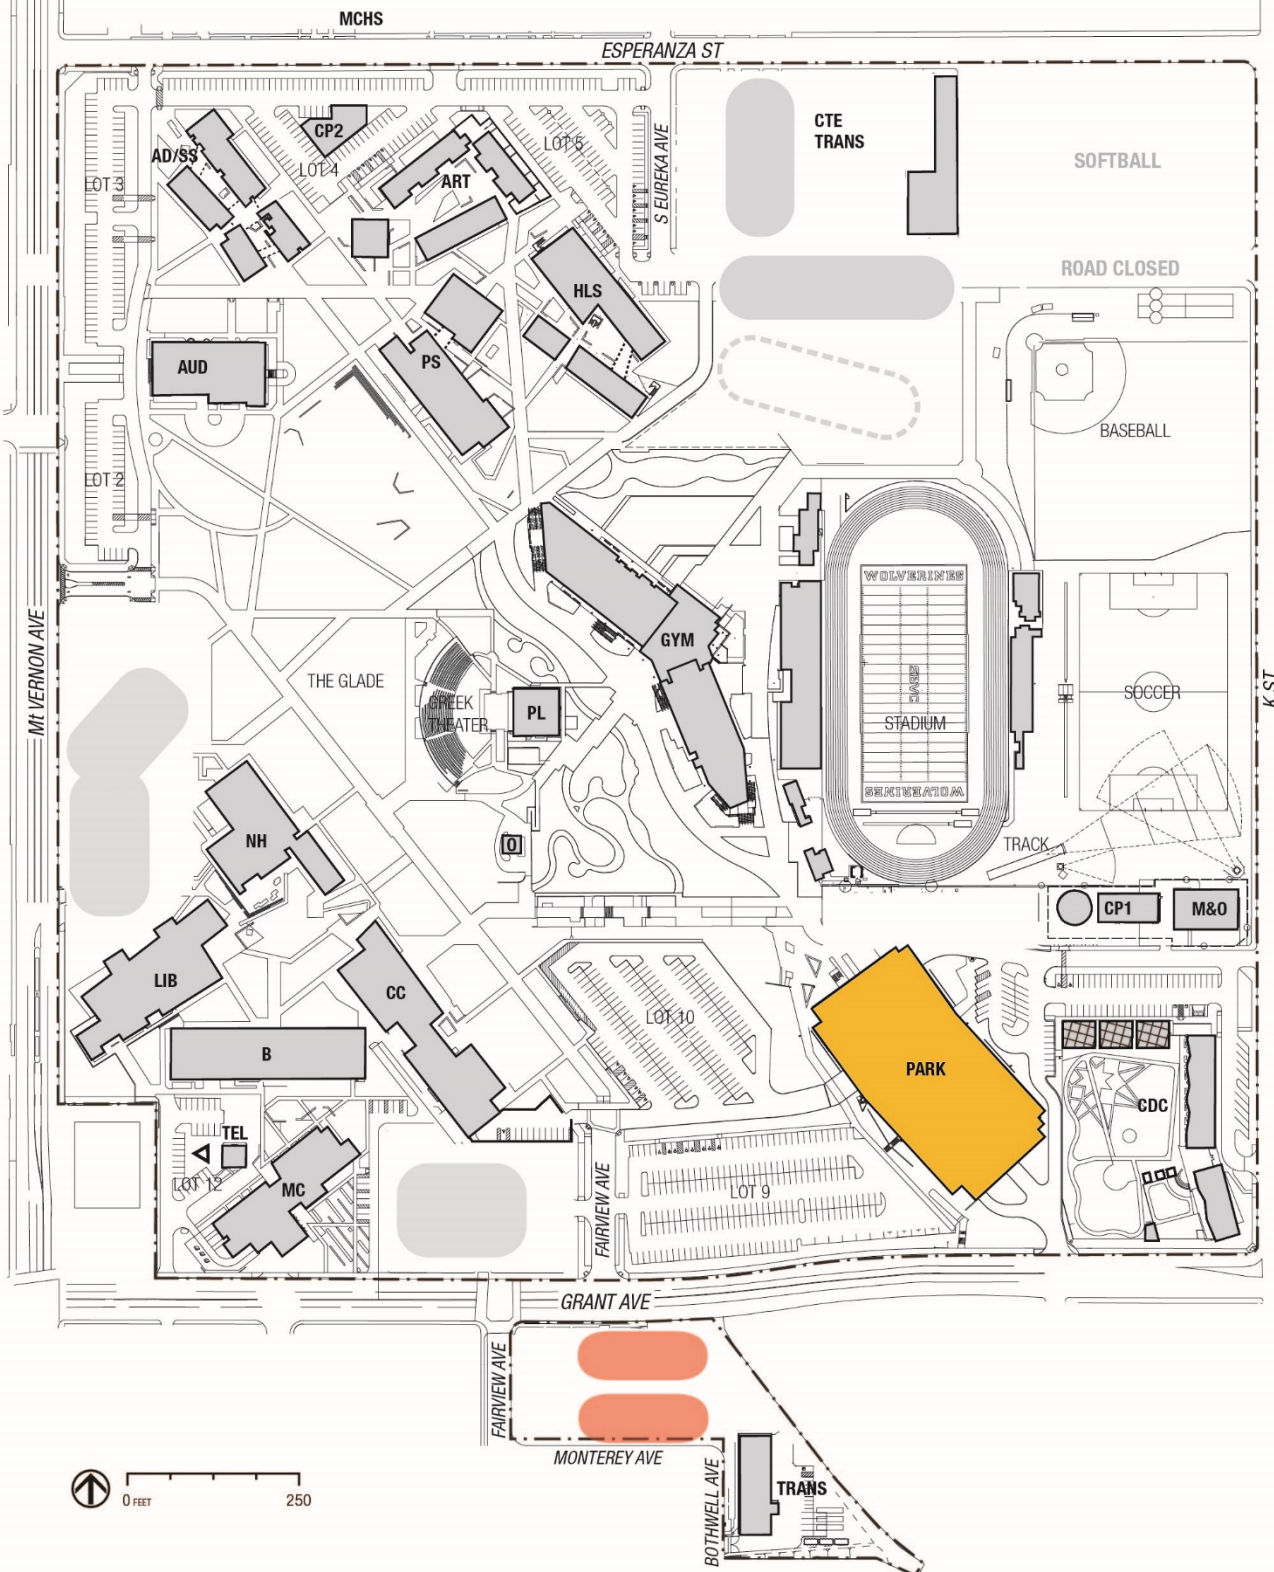 MCHS
ESPERANZA ST
CP2
CTE
TRANS
AD/SS
LOT 4
LOT 5
ART
SOFTBALL
LOT 3
S EUREKA AVE
ROAD CLOSED
HLS
PS
AUD
BASEBALL
LOT 2
WOLVERINES
GYM
Mt VERNON AVE
THE GLADE
GREEK
THEATER
PL
SBVC
STADIUM
SOCCER
K ST
WOLVERINES
NH
O
TRACK
CP1
M&O
LIB
CC
LOT 10
B
PARK
CDC
TEL
LOT 12
MC
LOT 9
FAIRVIEW AVE
GRANT AVE
FAIRVIEW AVE
MONTEREY AVE
BOTHWELL AVE
TRANS
0 FEET
250